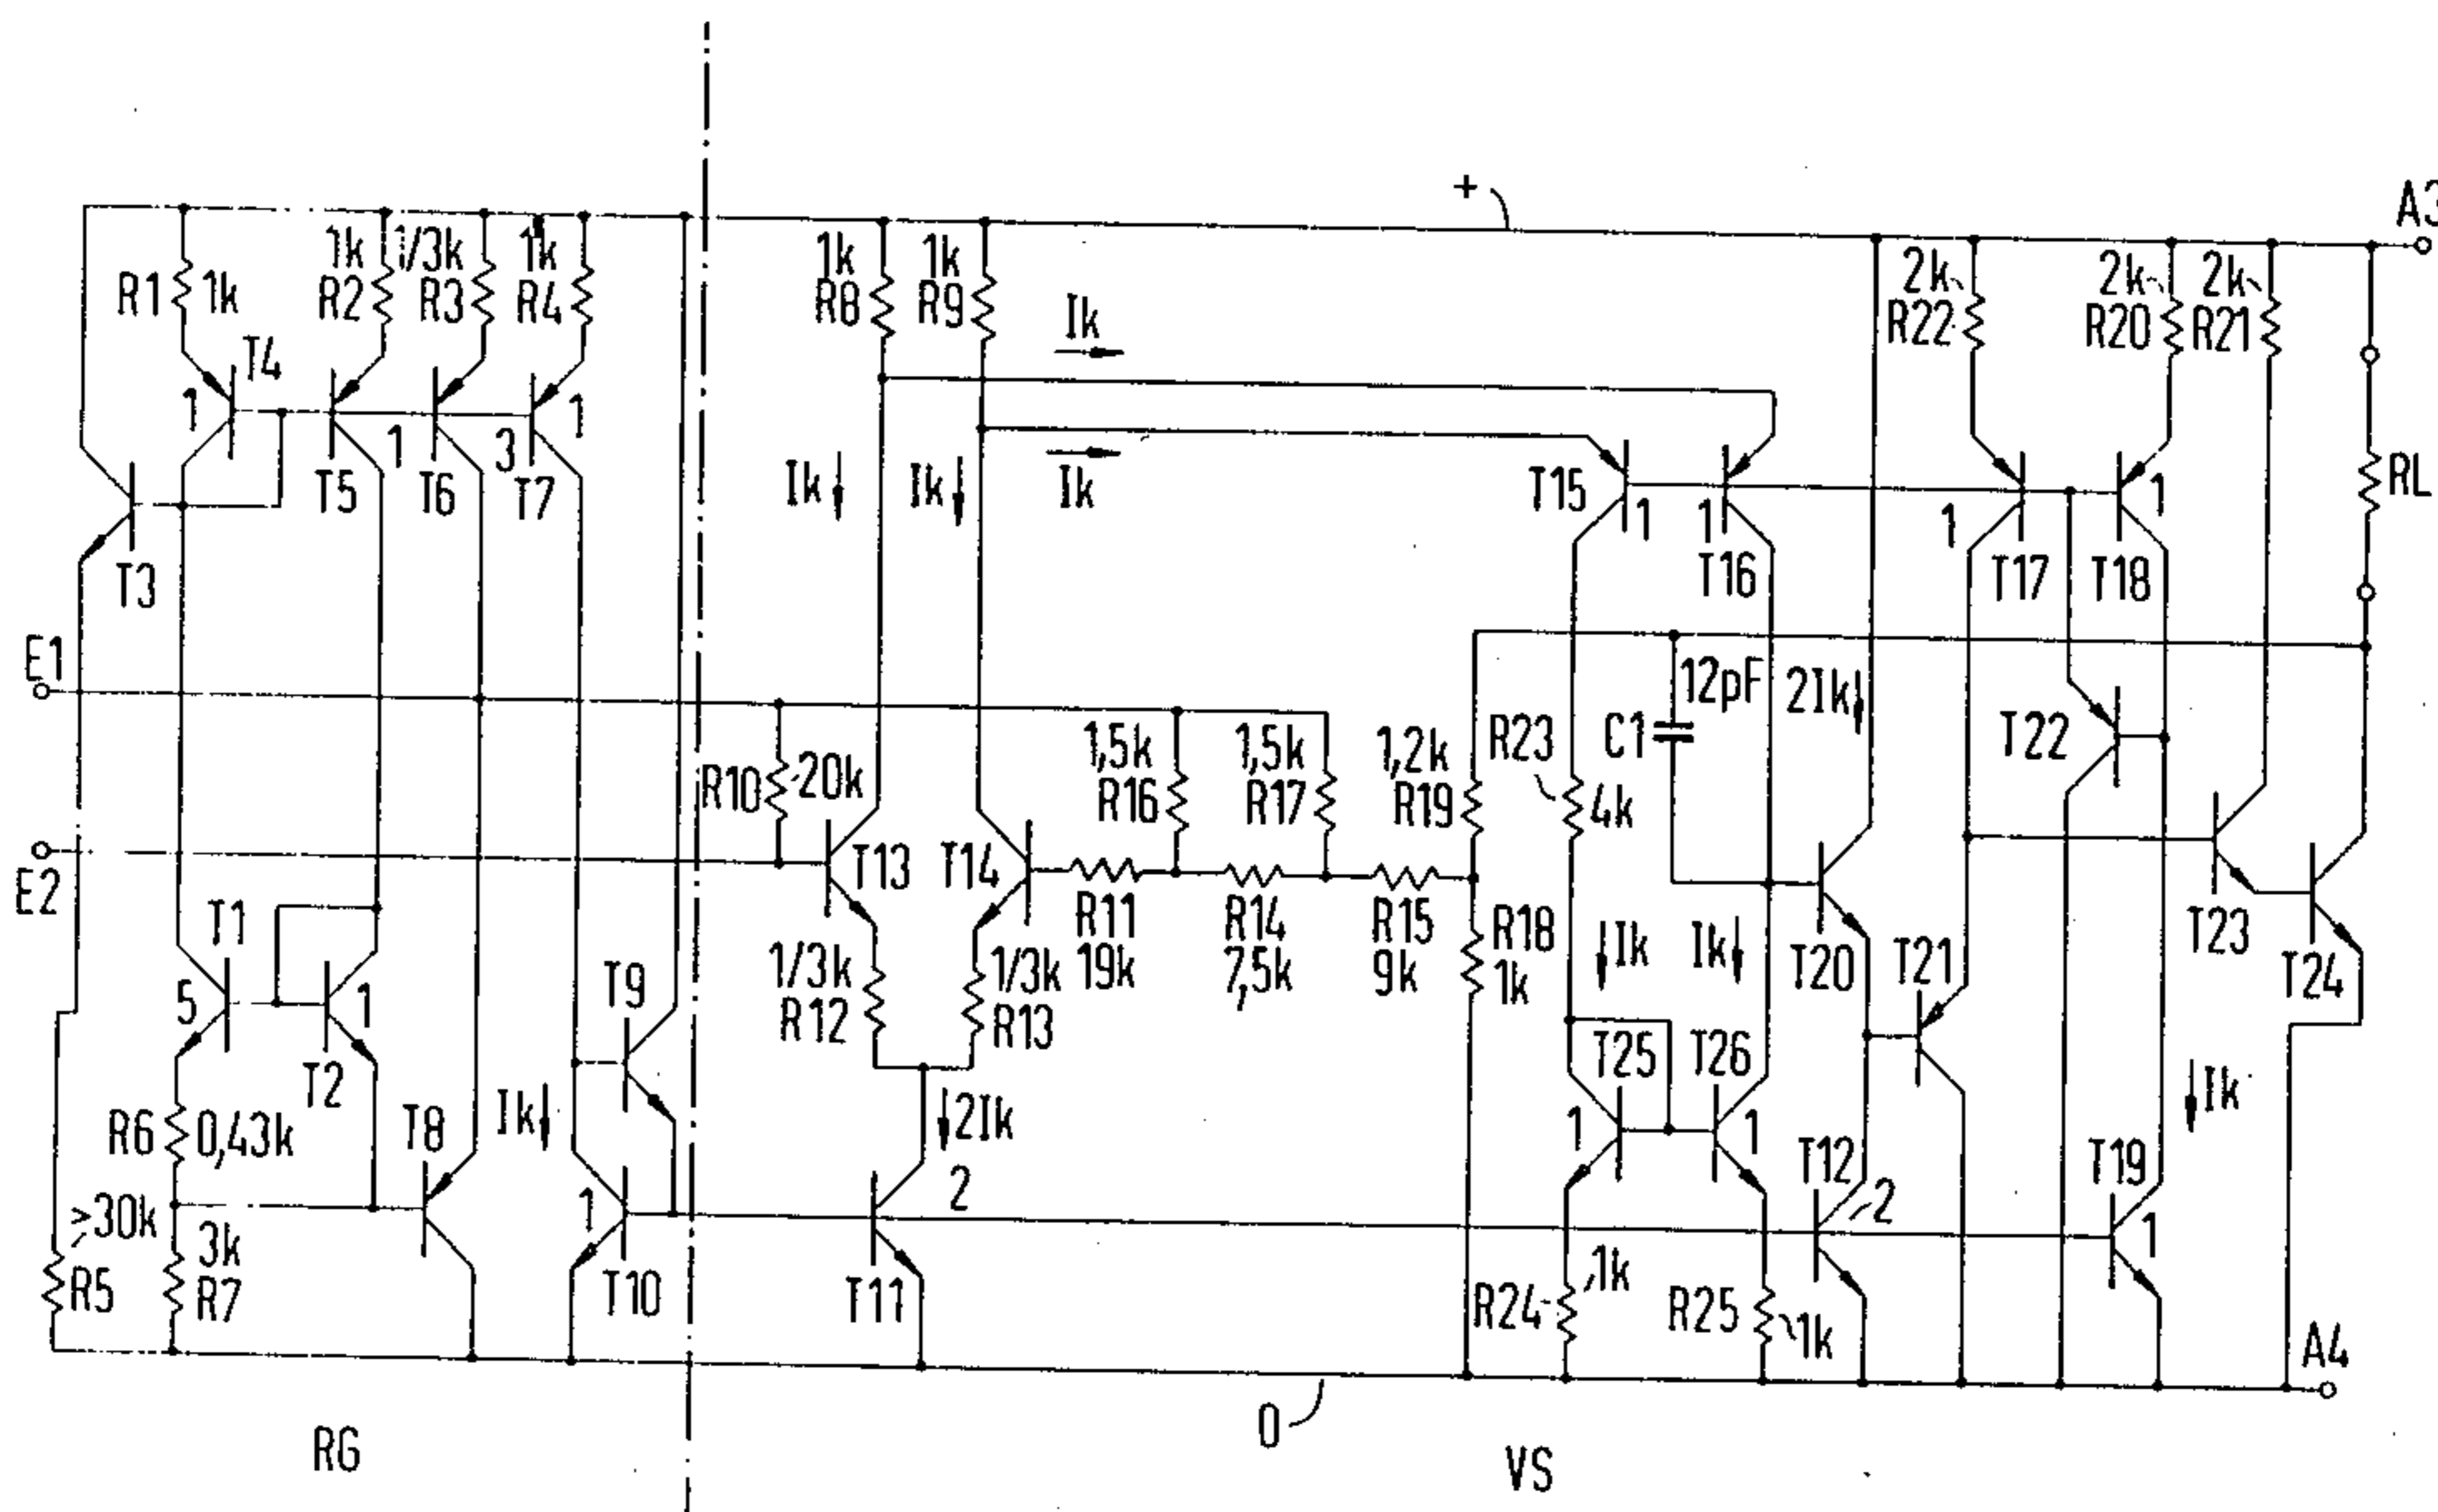 +
A3
R1
1k
1k
R2
1/3k
R3
1k
R4
1k
R8
1k
R9
Ik
2k
R22
2k
R20
2k
R21
T4
1
1
T5
T6
3
T7
1
Ik
Ik
Ik
T15
1
1
T16
1
T17
T18
1
RL
T3
E1
E2
R10
20k
1,5k
R16
1,5k
R17
1,2k
R19
R23
4k
12pF
C1
2Ik
T22
T13
T14
R11
19k
R14
7,5k
R15
9k
R18
1k
Ik
Ik
T20
T21
T23
T24
T1
5
T2
1
T9
1/3k
R12
1/3k
R13
T25
T26
1
1
R6
0,43k
T8
Ik
2Ik
2
T12
2
T19
1
Ik
>30k
R5
3k
R7
1
T10
T11
R24
1k
R25
1k
A4
0
RG
VS